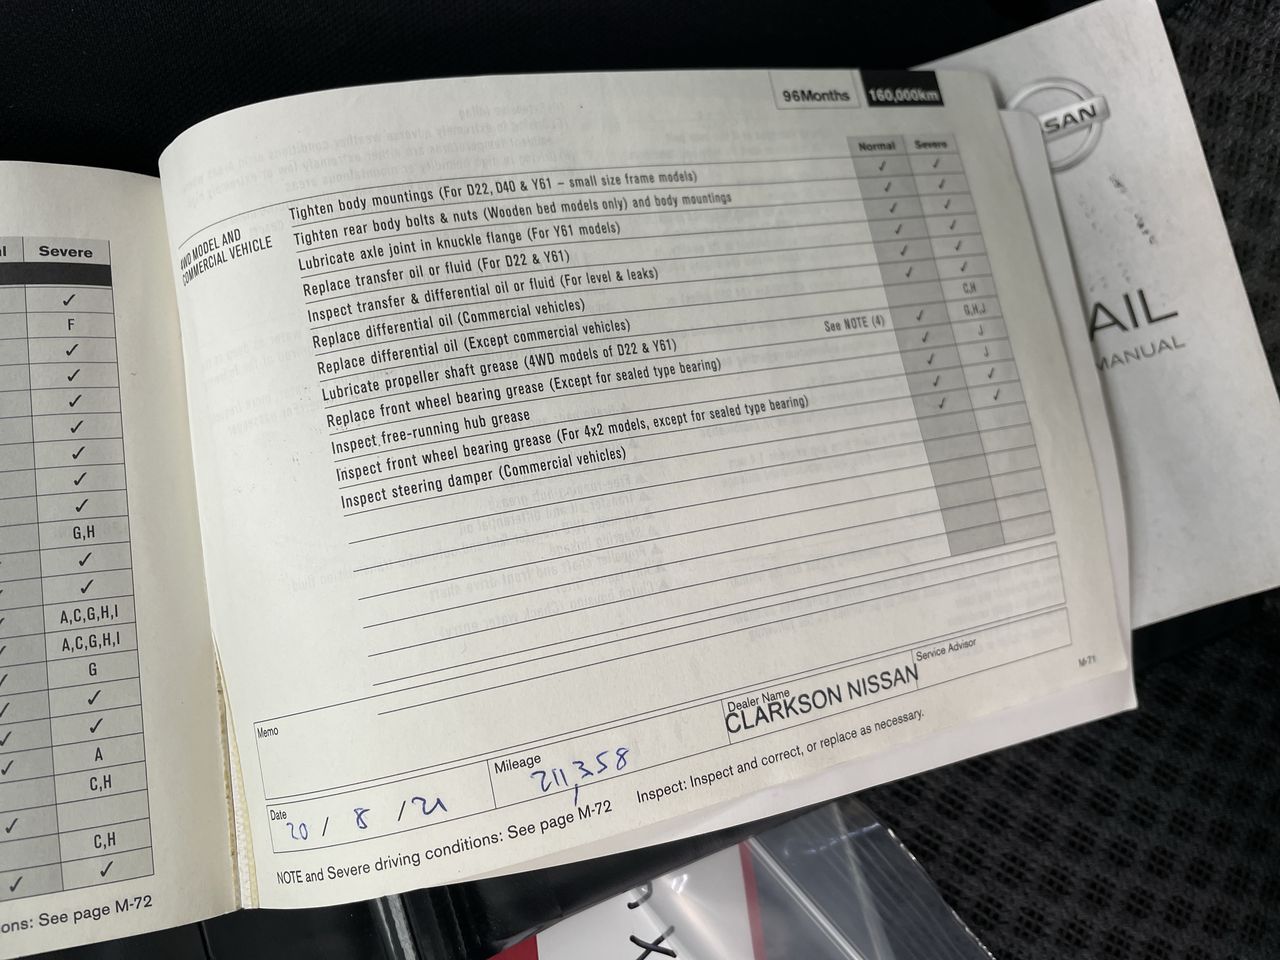 96Months 160,000km
Normal Severe
4WD MODEL AND
COMMERCIAL VEHICLE
Tighten body mountings (For D22, D40 & Y61 – small size frame models) ✓ ✓
Tighten rear body bolts & nuts (Wooden bed models only) and body mountings ✓ ✓
Lubricate axle joint in knuckle flange (For Y61 models) ✓ ✓
Replace transfer oil or fluid (For D22 & Y61) ✓ ✓
Inspect transfer & differential oil or fluid (For level & leaks) ✓ ✓
Replace differential oil (Commercial vehicles) ✓ ✓
Replace differential oil (Except commercial vehicles) C,H
Lubricate propeller shaft grease (4WD models of D22 & Y61) See NOTE (4) ✓ G,H,J
Replace front wheel bearing grease (Except for sealed type bearing) ✓ J
Inspect free-running hub grease ✓ J
Inspect front wheel bearing grease (For 4x2 models, except for sealed type bearing) ✓ ✓
Inspect steering damper (Commercial vehicles) ✓ ✓
Memo
Date
20 / 8 / 21
Mileage
211,358
Dealer Name
CLARKSON NISSAN
Service Advisor
NOTE and Severe driving conditions: See page M-72 Inspect: Inspect and correct, or replace as necessary.
M-71
Severe
✓
F
✓
✓
✓
✓
✓
✓
✓
G,H
✓
✓
A,C,G,H,I
A,C,G,H,I
G
✓
✓
A
C,H
✓
C,H
✓ ✓
ons: See page M-72
SSAN
AIL
MANUAL